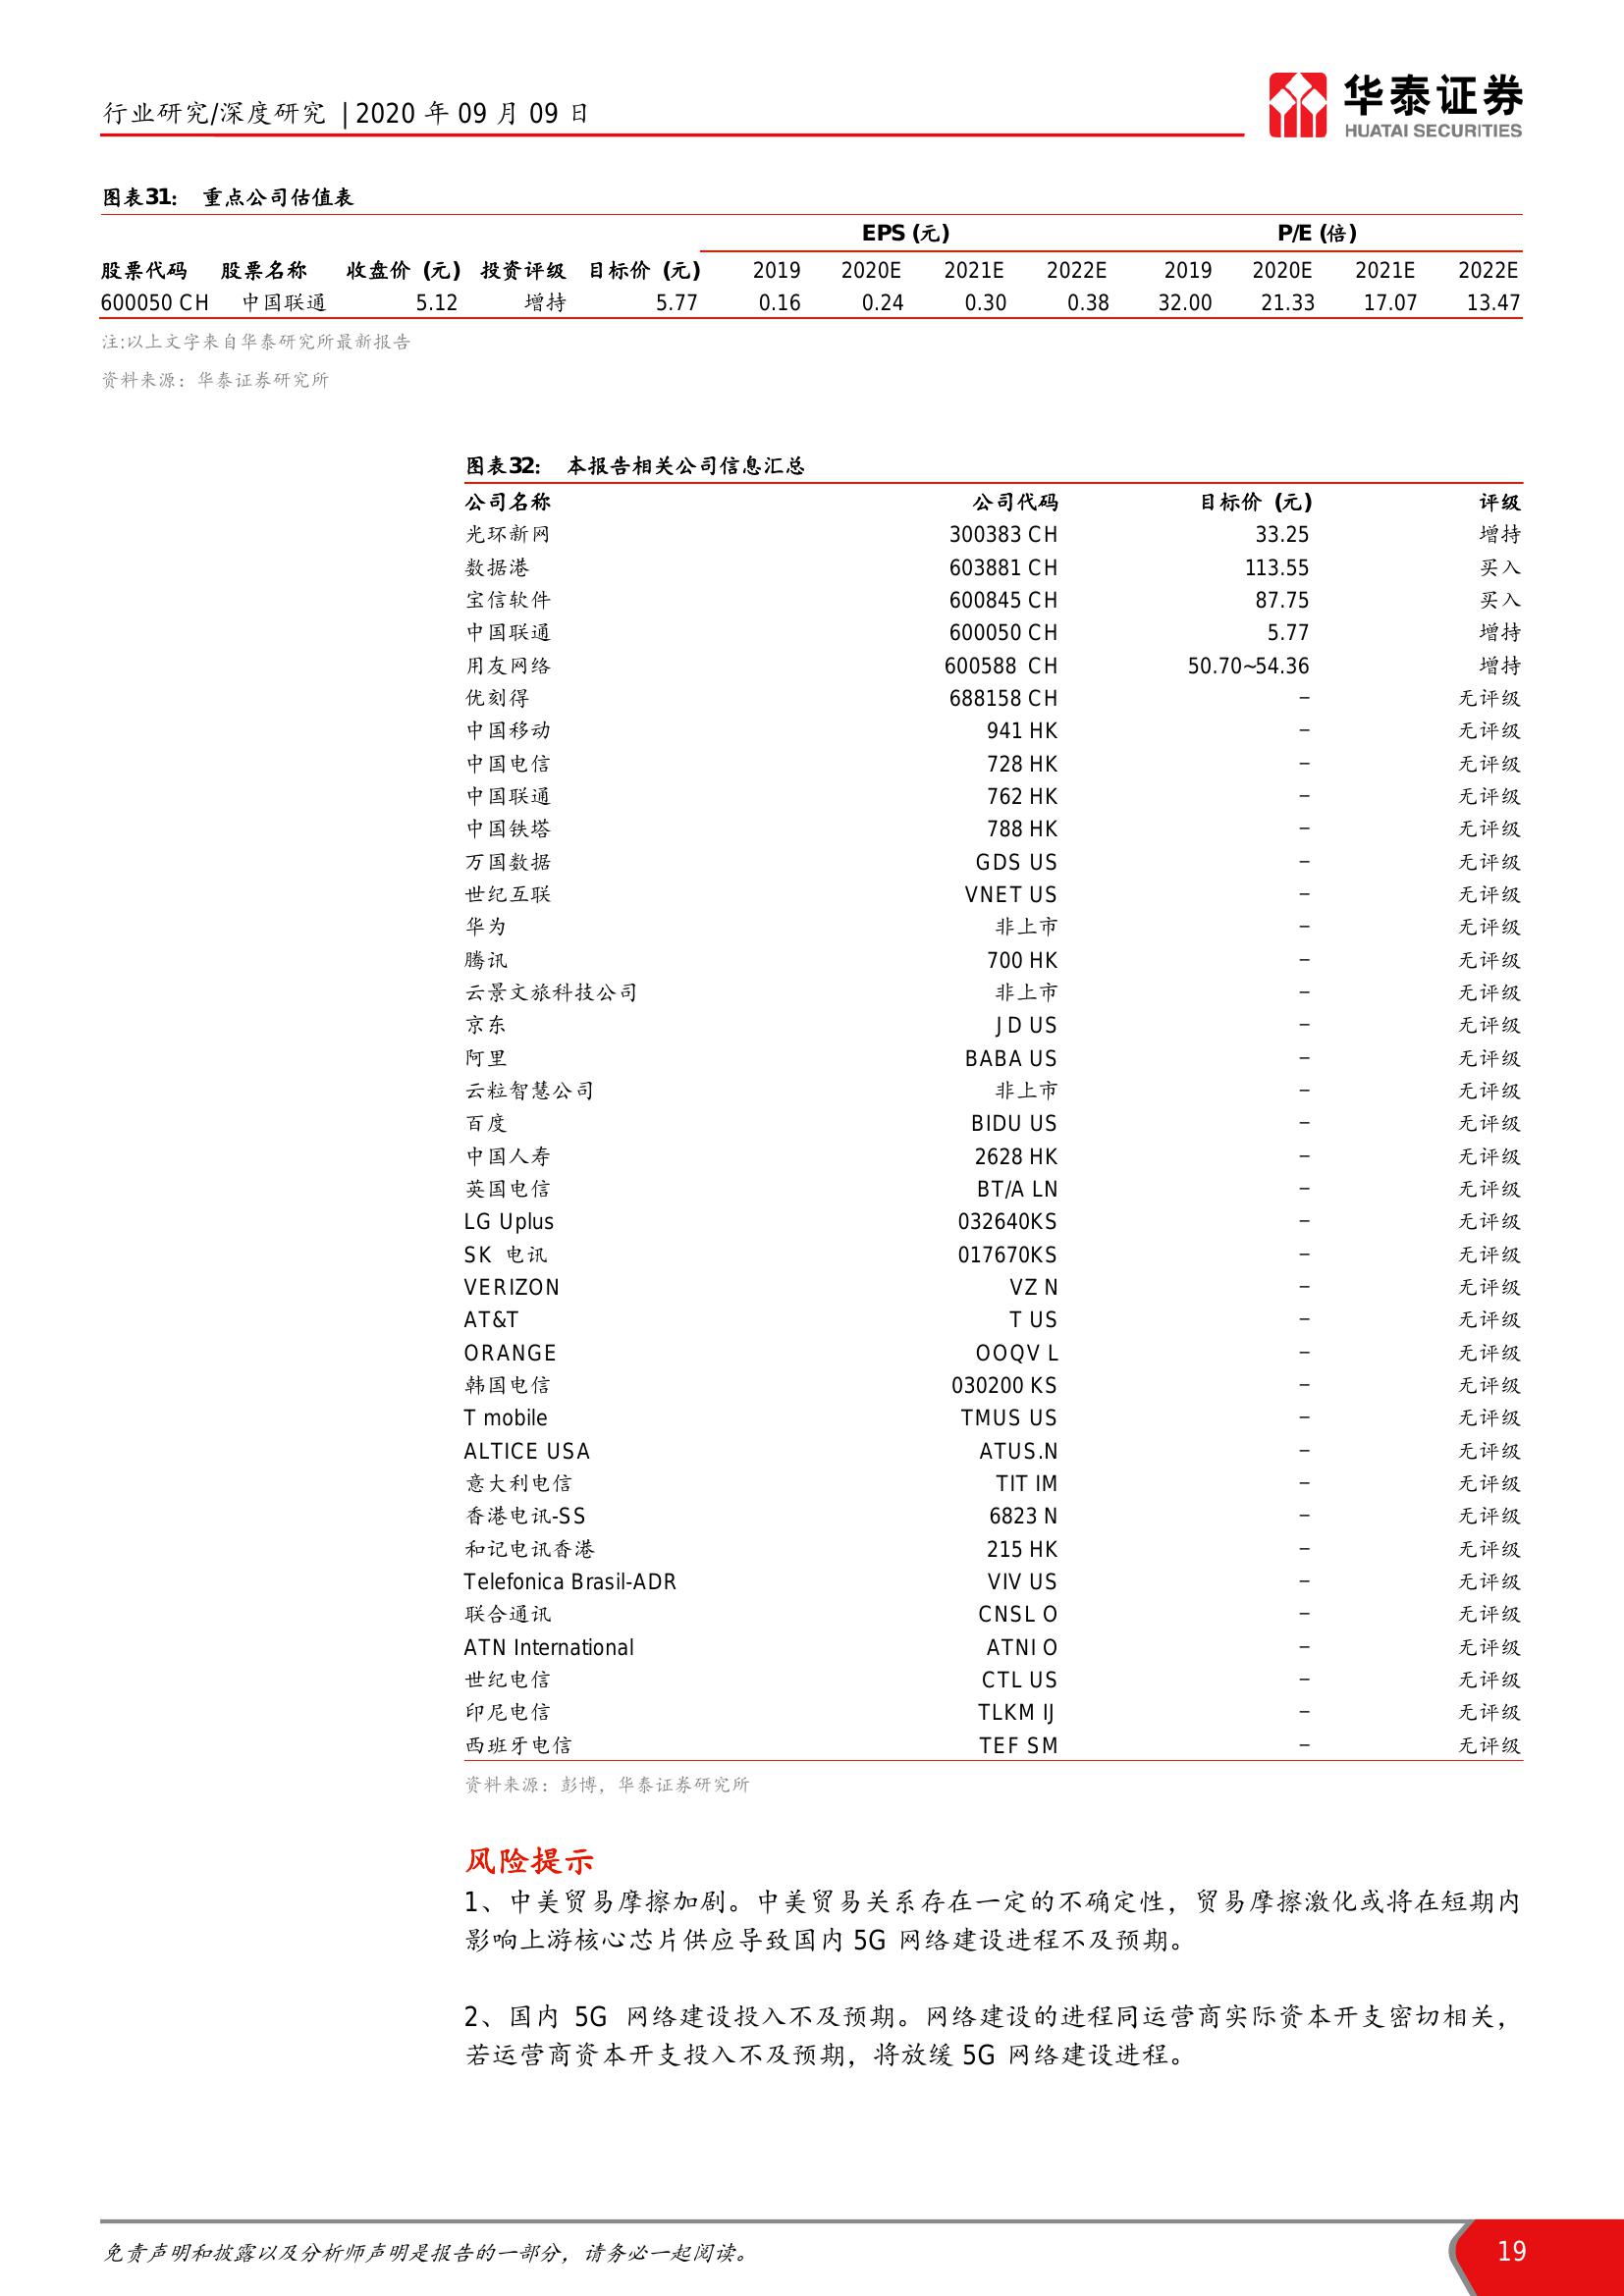 行业研究/深度研究 | 2020 年 09 月 09 日
华泰证券
HUATAI SECURITIES
图表31： 重点公司估值表
EPS (元) P/E (倍)
股票代码 股票名称 收盘价 (元) 投资评级 目标价 (元) 2019 2020E 2021E 2022E 2019 2020E 2021E 2022E
600050 CH 中国联通 5.12 增持 5.77 0.16 0.24 0.30 0.38 32.00 21.33 17.07 13.47
注:以上文字来自华泰研究所最新报告
资料来源：华泰证券研究所
图表32： 本报告相关公司信息汇总
公司名称 公司代码 目标价 (元) 评级
光环新网 300383 CH 33.25 增持
数据港 603881 CH 113.55 买入
宝信软件 600845 CH 87.75 买入
中国联通 600050 CH 5.77 增持
用友网络 600588 CH 50.70~54.36 增持
优刻得 688158 CH – 无评级
中国移动 941 HK – 无评级
中国电信 728 HK – 无评级
中国联通 762 HK – 无评级
中国铁塔 788 HK – 无评级
万国数据 GDS US – 无评级
世纪互联 VNET US – 无评级
华为 非上市 – 无评级
腾讯 700 HK – 无评级
云景文旅科技公司 非上市 – 无评级
京东 JD US – 无评级
阿里 BABA US – 无评级
云粒智慧公司 非上市 – 无评级
百度 BIDU US – 无评级
中国人寿 2628 HK – 无评级
英国电信 BT/A LN – 无评级
LG Uplus 032640KS – 无评级
SK 电讯 017670KS – 无评级
VERIZON VZ N – 无评级
AT&T T US – 无评级
ORANGE OOQV L – 无评级
韩国电信 030200 KS – 无评级
T mobile TMUS US – 无评级
ALTICE USA ATUS.N – 无评级
意大利电信 TIT IM – 无评级
香港电讯-SS 6823 N – 无评级
和记电讯香港 215 HK – 无评级
Telefonica Brasil-ADR VIV US – 无评级
联合通讯 CNSL O – 无评级
ATN International ATNI O – 无评级
世纪电信 CTL US – 无评级
印尼电信 TLKM IJ – 无评级
西班牙电信 TEF SM – 无评级
资料来源：彭博，华泰证券研究所
风险提示
1、中美贸易摩擦加剧。中美贸易关系存在一定的不确定性，贸易摩擦激化或将在短期内
影响上游核心芯片供应导致国内 5G 网络建设进程不及预期。
2、国内 5G 网络建设投入不及预期。网络建设的进程同运营商实际资本开支密切相关，
若运营商资本开支投入不及预期，将放缓 5G 网络建设进程。
免责声明和披露以及分析师声明是报告的一部分，请务必一起阅读。
19